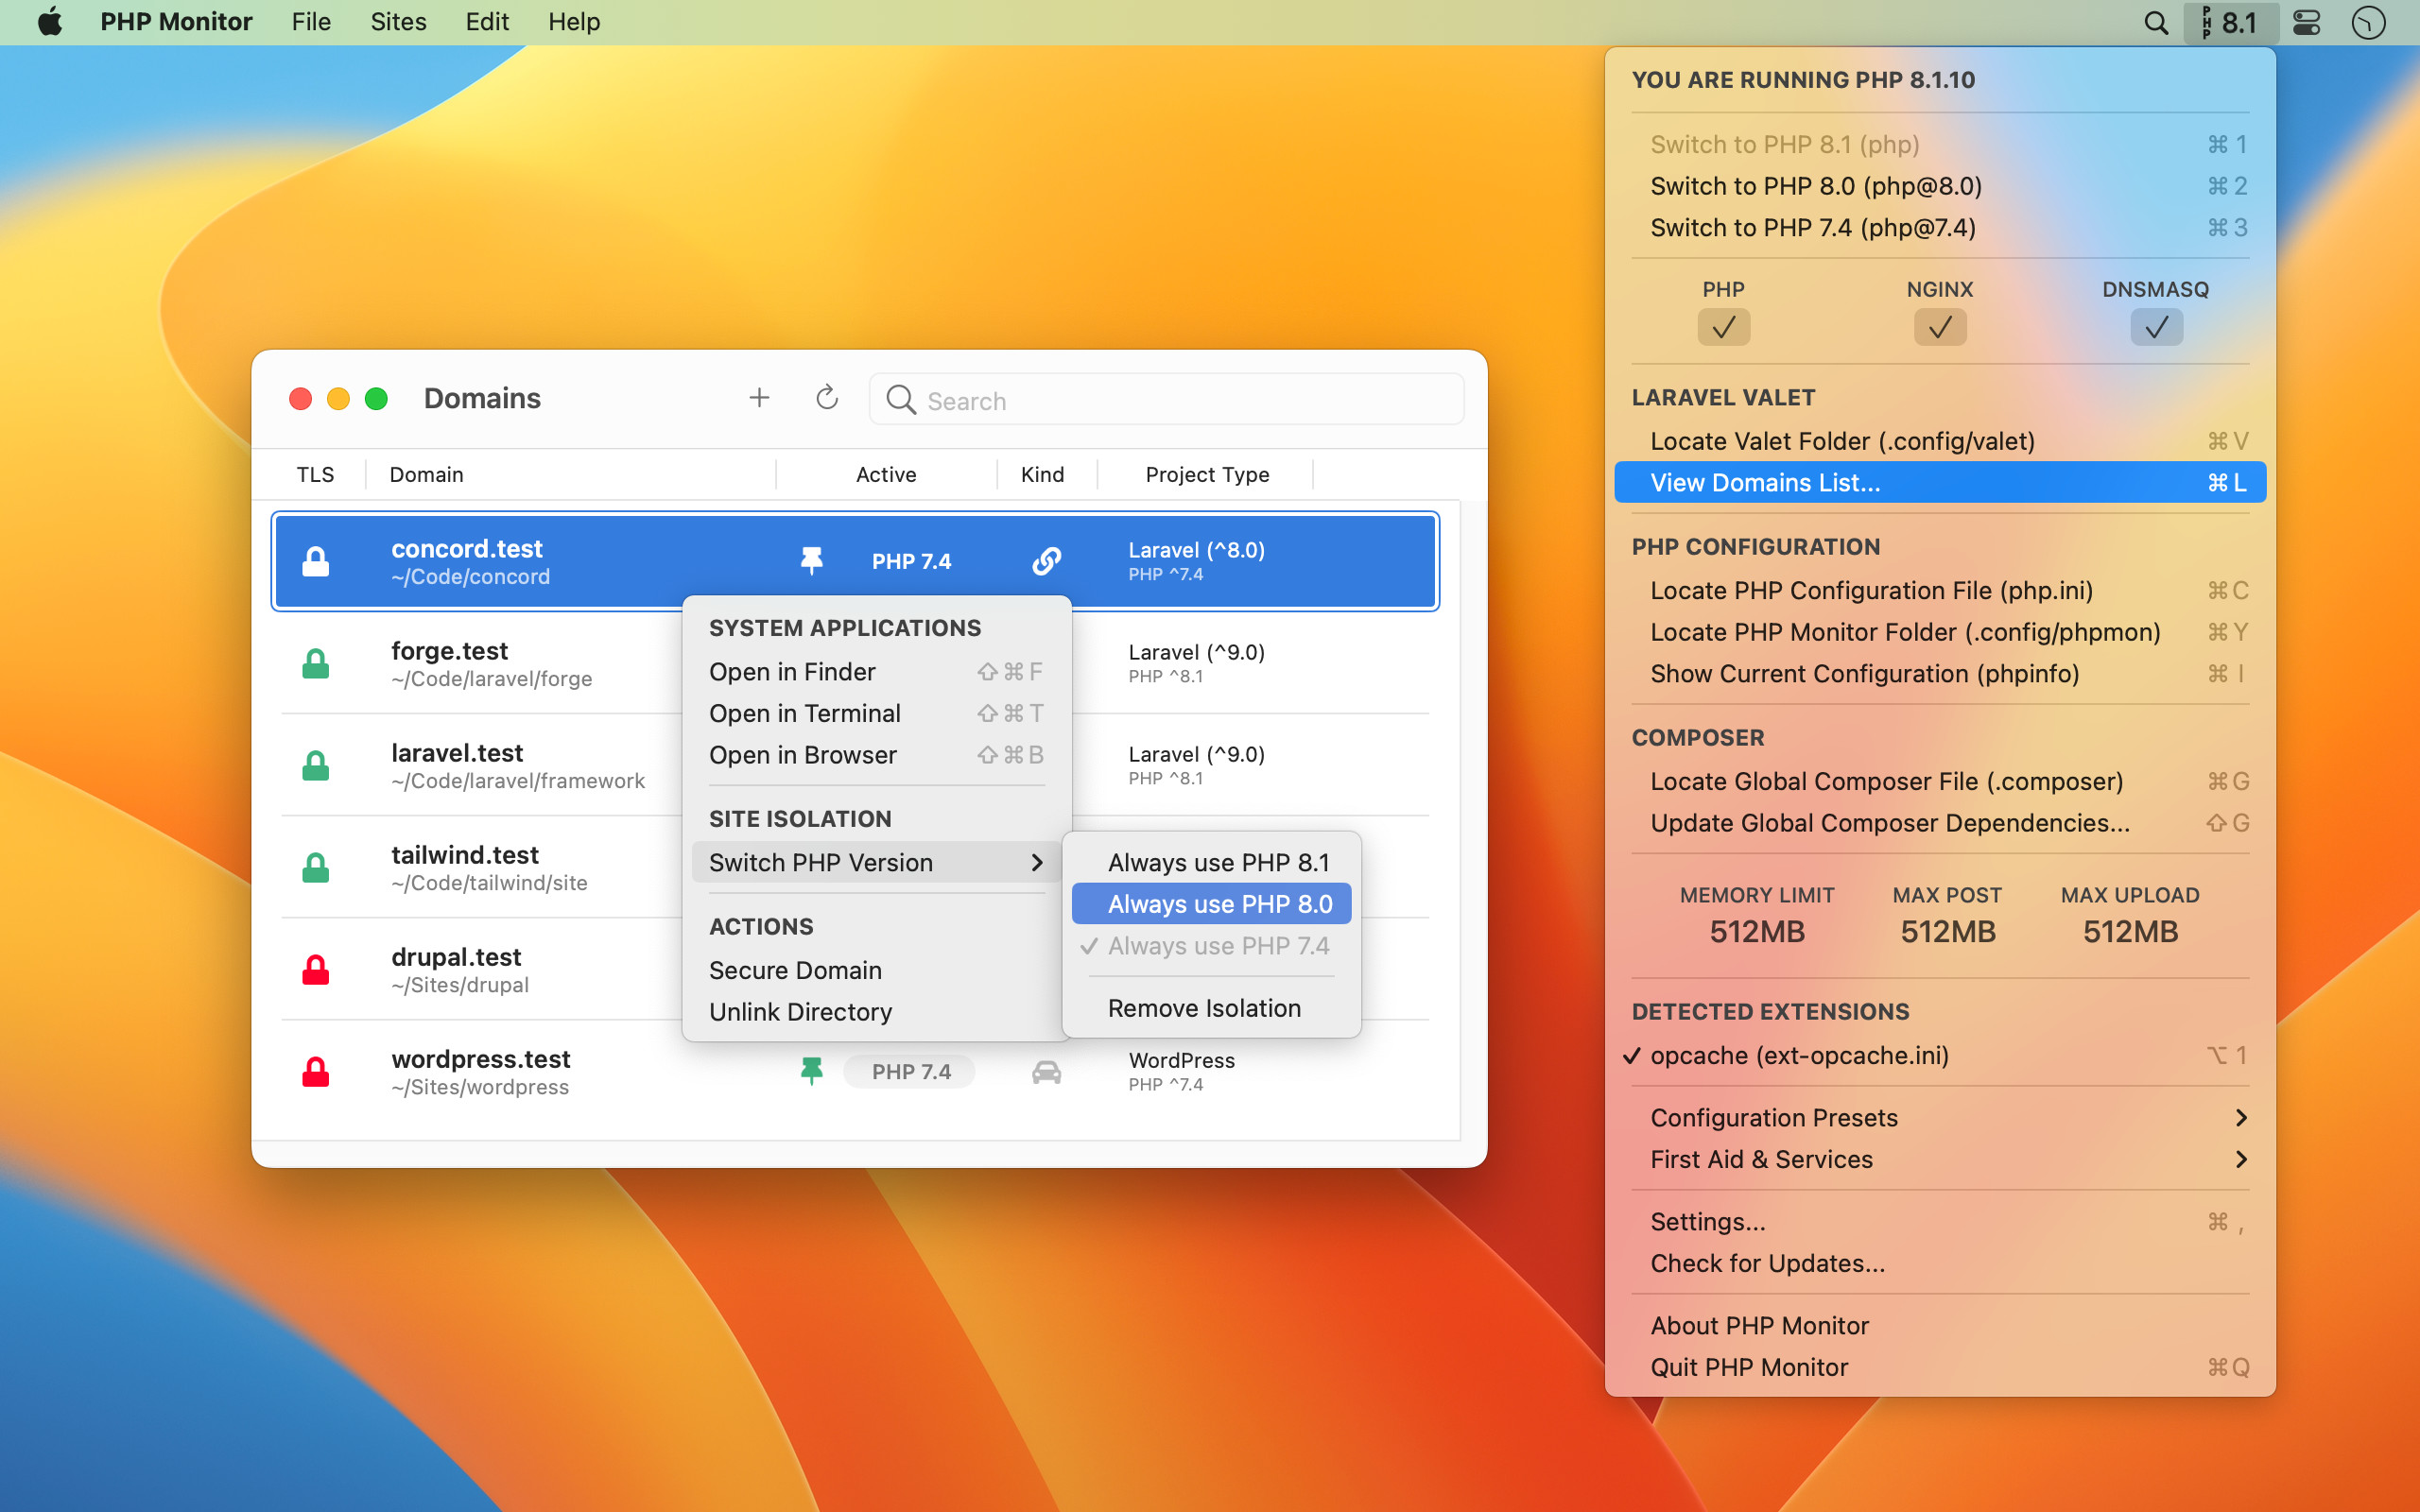 PHP Monitor File Sites Edit Help
PHP 8.1
Domains
Search
TLS Domain Active Kind Project Type
concord.test
~/Code/concord
PHP 7.4
Laravel (^8.0)
PHP ^7.4
forge.test
~/Code/laravel/forge
Laravel (^9.0)
PHP ^8.1
laravel.test
~/Code/laravel/framework
Laravel (^9.0)
PHP ^8.1
tailwind.test
~/Code/tailwind/site
drupal.test
~/Sites/drupal
wordpress.test
~/Sites/wordpress
PHP 7.4
WordPress
PHP ^7.4
SYSTEM APPLICATIONS
Open in Finder ⇧⌘F
Open in Terminal ⇧⌘T
Open in Browser ⇧⌘B
SITE ISOLATION
Switch PHP Version
ACTIONS
Secure Domain
Unlink Directory
Always use PHP 8.1
Always use PHP 8.0
✓ Always use PHP 7.4
Remove Isolation
YOU ARE RUNNING PHP 8.1.10
Switch to PHP 8.1 (php) ⌘1
Switch to PHP 8.0 (php@8.0) ⌘2
Switch to PHP 7.4 (php@7.4) ⌘3
PHP NGINX DNSMASQ
LARAVEL VALET
Locate Valet Folder (.config/valet) ⌘V
View Domains List... ⌘L
PHP CONFIGURATION
Locate PHP Configuration File (php.ini) ⌘C
Locate PHP Monitor Folder (.config/phpmon) ⌘Y
Show Current Configuration (phpinfo) ⌘I
COMPOSER
Locate Global Composer File (.composer) ⌘G
Update Global Composer Dependencies... ⇧G
MEMORY LIMIT MAX POST MAX UPLOAD
512MB 512MB 512MB
DETECTED EXTENSIONS
✓ opcache (ext-opcache.ini) ⌥1
Configuration Presets
First Aid & Services
Settings... ⌘,
Check for Updates...
About PHP Monitor
Quit PHP Monitor ⌘Q